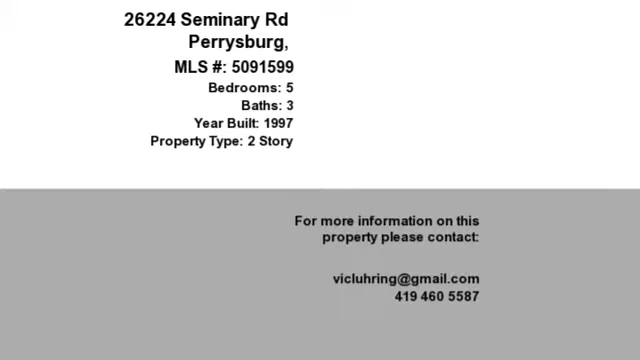 26224 Seminary Rd
Perrysburg,
MLS #: 5091599
Bedrooms: 5
Baths: 3
Year Built: 1997
Property Type: 2 Story
For more information on this
property please contact:
vicluhring@gmail.com
419 460 5587